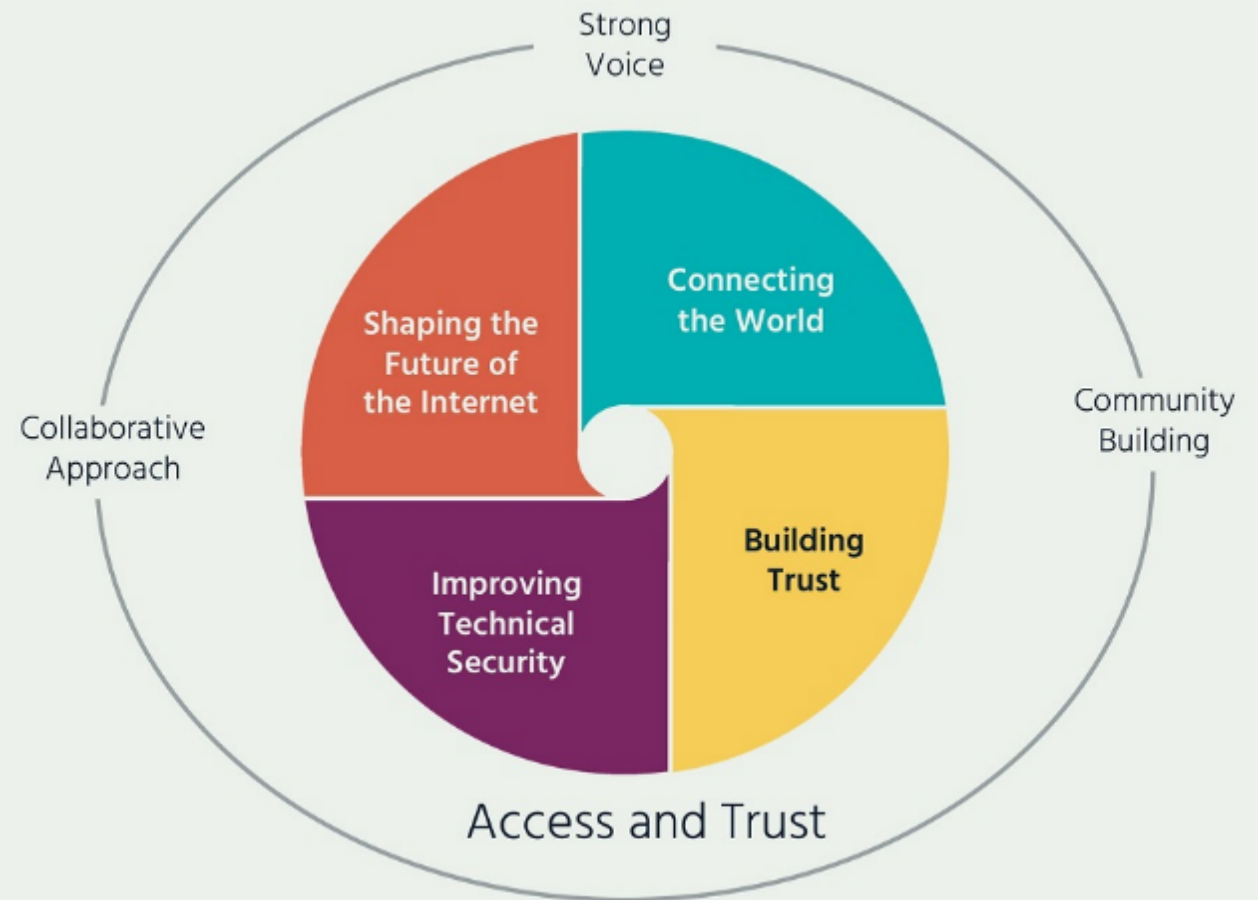 Strong
Voice
Connecting
the World
Shaping the
Future of
the Internet
Collaborative
Approach
Community
Building
Building
Trust
Improving
Technical
Security
Access and Trust